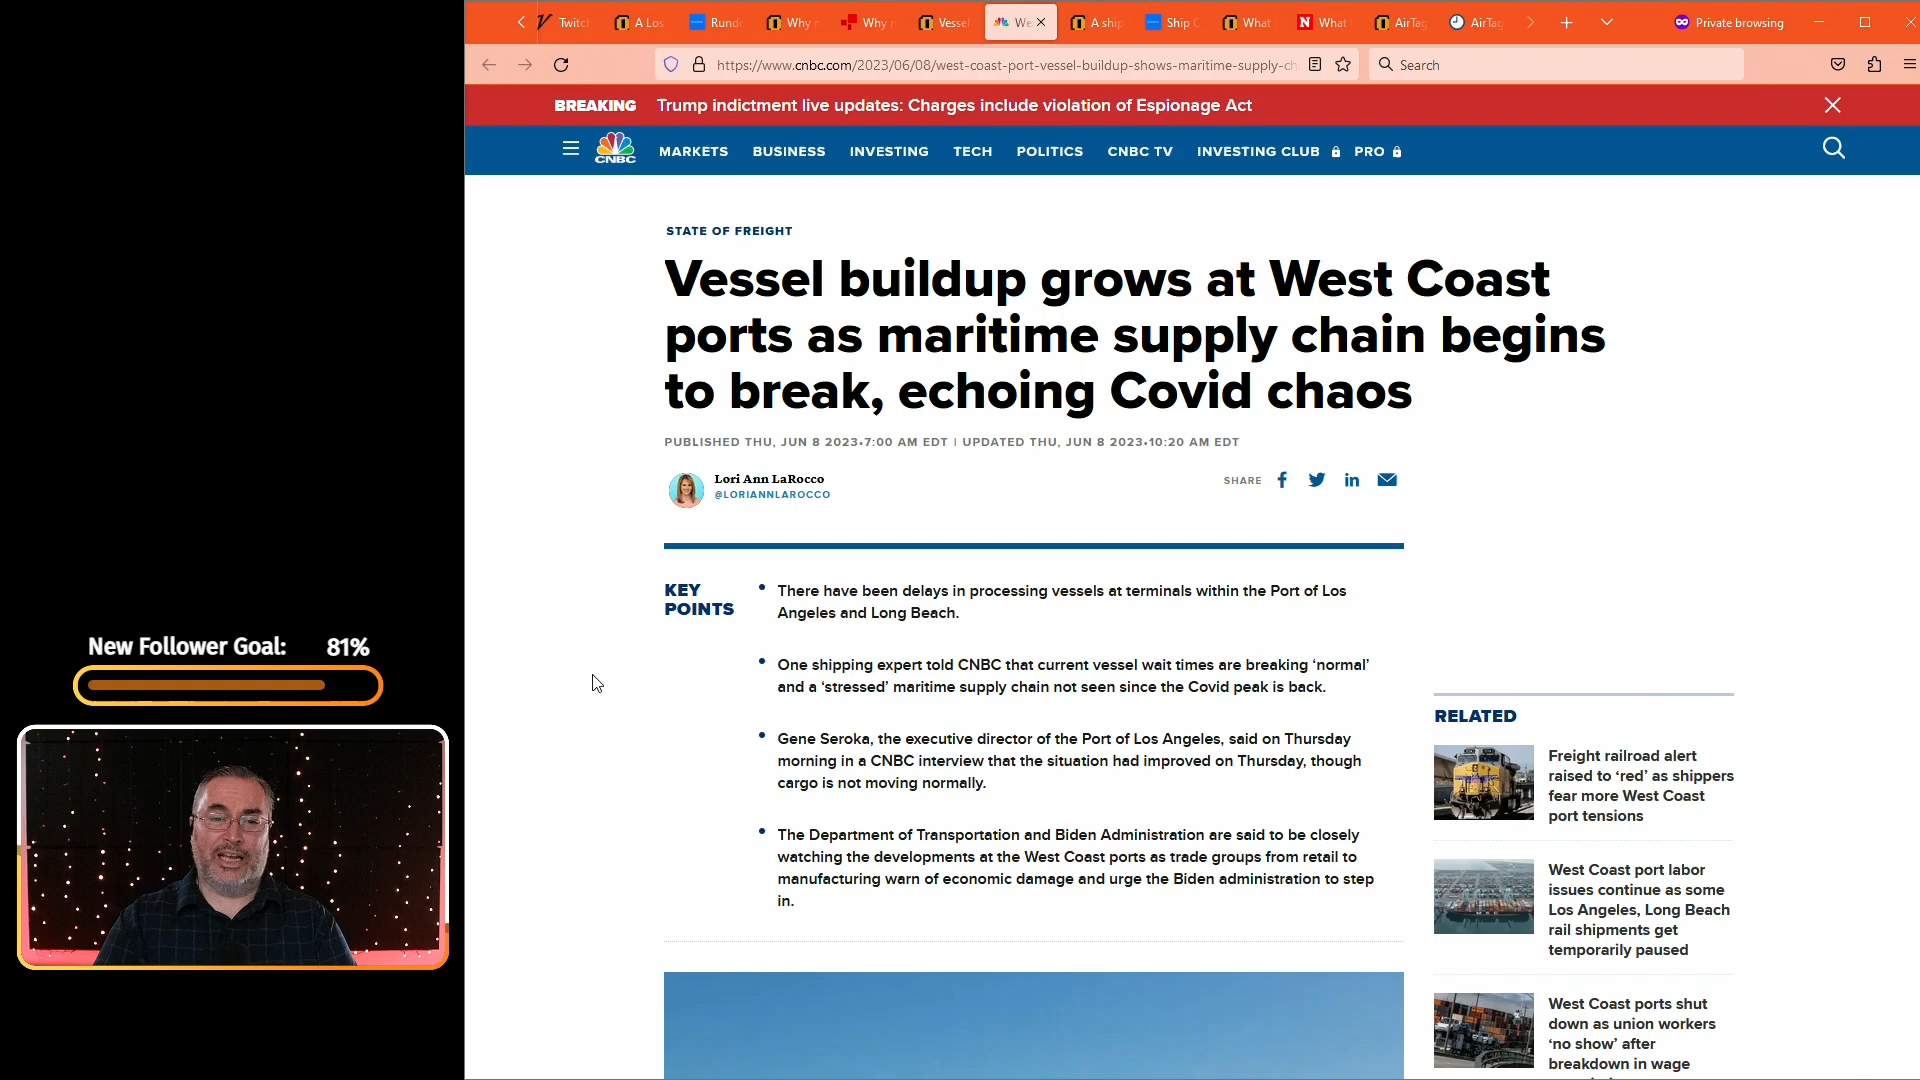 Twitch
A Los
Rund
Why
Why
Vesse
We
A ship
Ship C
What
What
AirTag
AirTag
Private browsing
https://www.cnbc.com/2023/06/08/west-coast-port-vessel-buildup-shows-maritime-supply-ch
Search
BREAKING Trump indictment live updates: Charges include violation of Espionage Act
CNBC
MARKETS BUSINESS INVESTING TECH POLITICS CNBC TV INVESTING CLUB PRO
STATE OF FREIGHT
Vessel buildup grows at West Coast
ports as maritime supply chain begins
to break, echoing Covid chaos
PUBLISHED THU, JUN 8 2023•7:00 AM EDT | UPDATED THU, JUN 8 2023•10:20 AM EDT
Lori Ann LaRocco
@LORIANNLAROCCO
SHARE
KEY
POINTS
There have been delays in processing vessels at terminals within the Port of Los
Angeles and Long Beach.
One shipping expert told CNBC that current vessel wait times are breaking ‘normal’
and a ‘stressed’ maritime supply chain not seen since the Covid peak is back.
Gene Seroka, the executive director of the Port of Los Angeles, said on Thursday
morning in a CNBC interview that the situation had improved on Thursday, though
cargo is not moving normally.
The Department of Transportation and Biden Administration are said to be closely
watching the developments at the West Coast ports as trade groups from retail to
manufacturing warn of economic damage and urge the Biden administration to step
in.
RELATED
Freight railroad alert
raised to ‘red’ as shippers
fear more West Coast
port tensions
West Coast port labor
issues continue as some
Los Angeles, Long Beach
rail shipments get
temporarily paused
West Coast ports shut
down as union workers
‘no show’ after
breakdown in wage
New Follower Goal: 81%